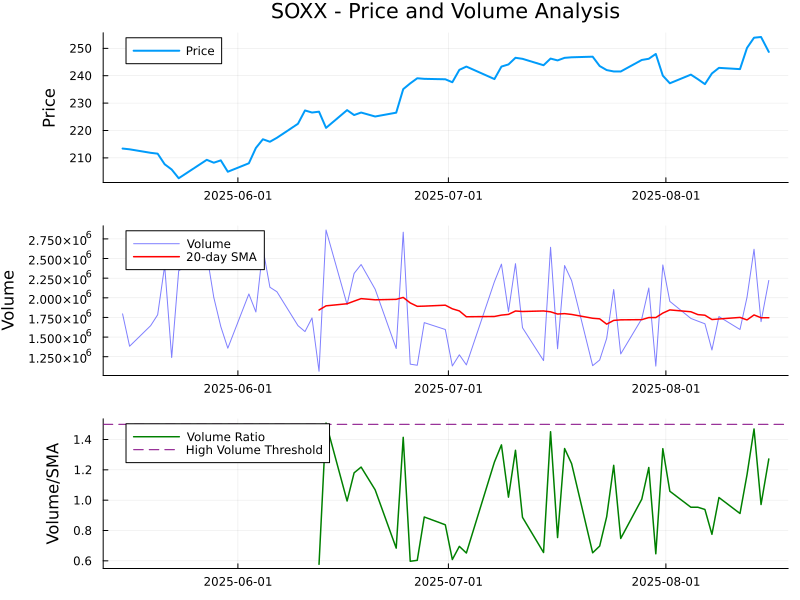 SOXX - Price and Volume Analysis
Price
250
240
230
220
210
Price
2025-06-01
2025-07-01
2025-08-01
Volume
2.750×10⁶
2.500×10⁶
2.250×10⁶
2.000×10⁶
1.750×10⁶
1.500×10⁶
1.250×10⁶
Volume
20-day SMA
2025-06-01
2025-07-01
2025-08-01
Volume/SMA
1.4
1.2
1.0
0.8
0.6
Volume Ratio
High Volume Threshold
2025-06-01
2025-07-01
2025-08-01